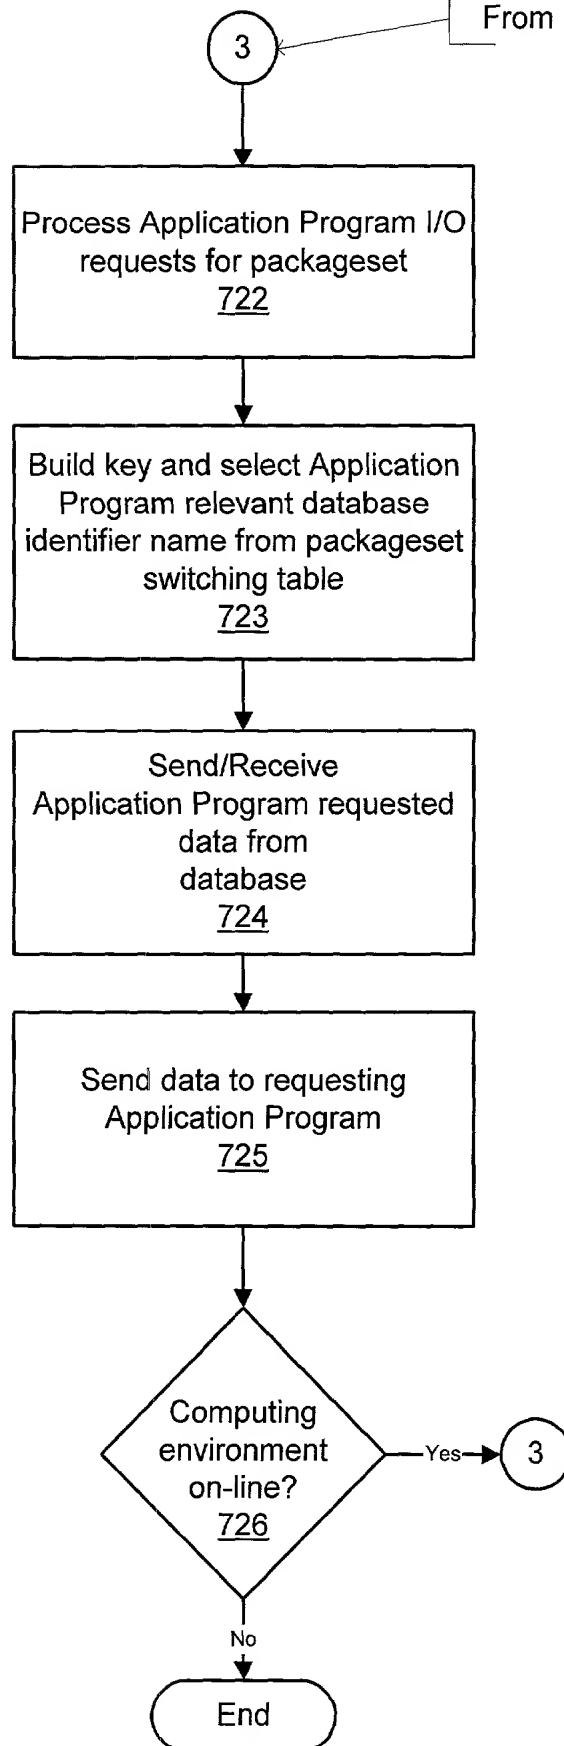 From
3
Process Application Program I/O
requests for packageset
722
Build key and select Application
Program relevant database
identifier name from packageset
switching table
723
Send/Receive
Application Program requested
data from
database
724
Send data to requesting
Application Program
725
Computing
environment
on-line?
726
Yes
3
No
End